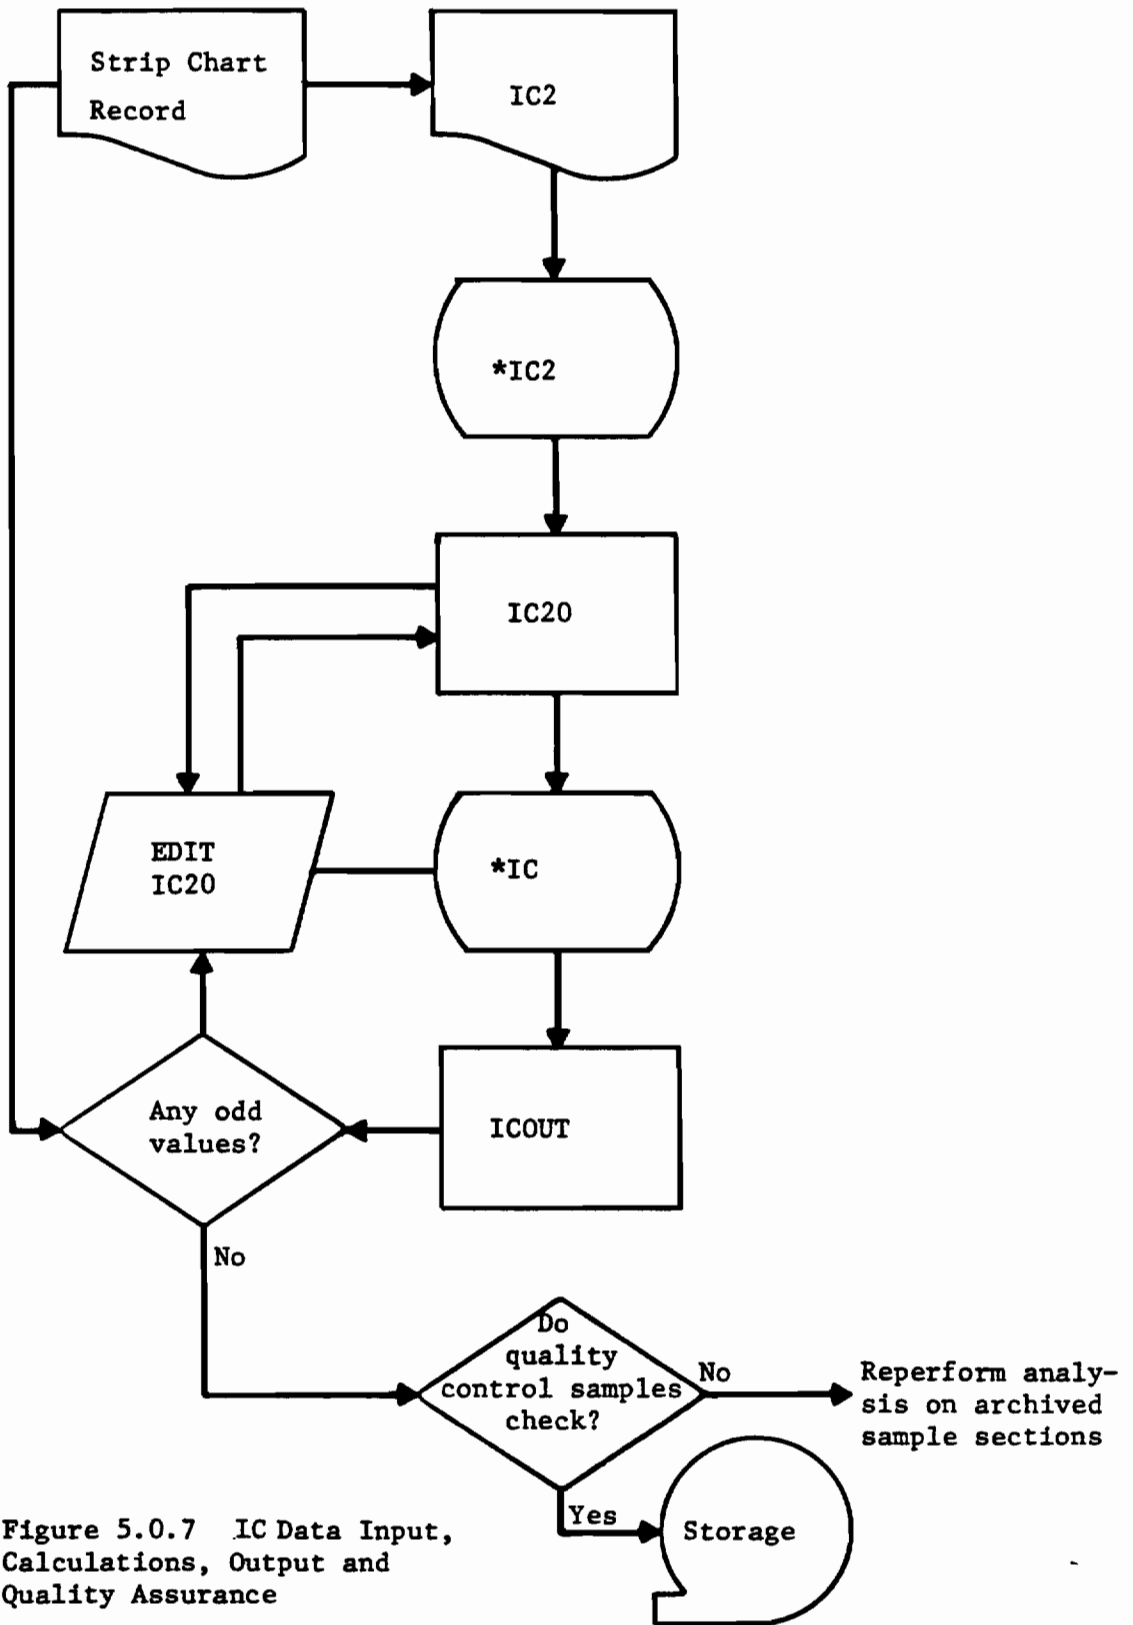 Strip Chart
Record
IC2
*IC2
IC20
EDIT
IC20
*IC
Any odd
values?
ICOUT
No
Do
quality
control samples
check?
No
Reperform analy-
sis on archived
sample sections
Yes
Storage
Figure 5.0.7 IC Data Input,
Calculations, Output and
Quality Assurance